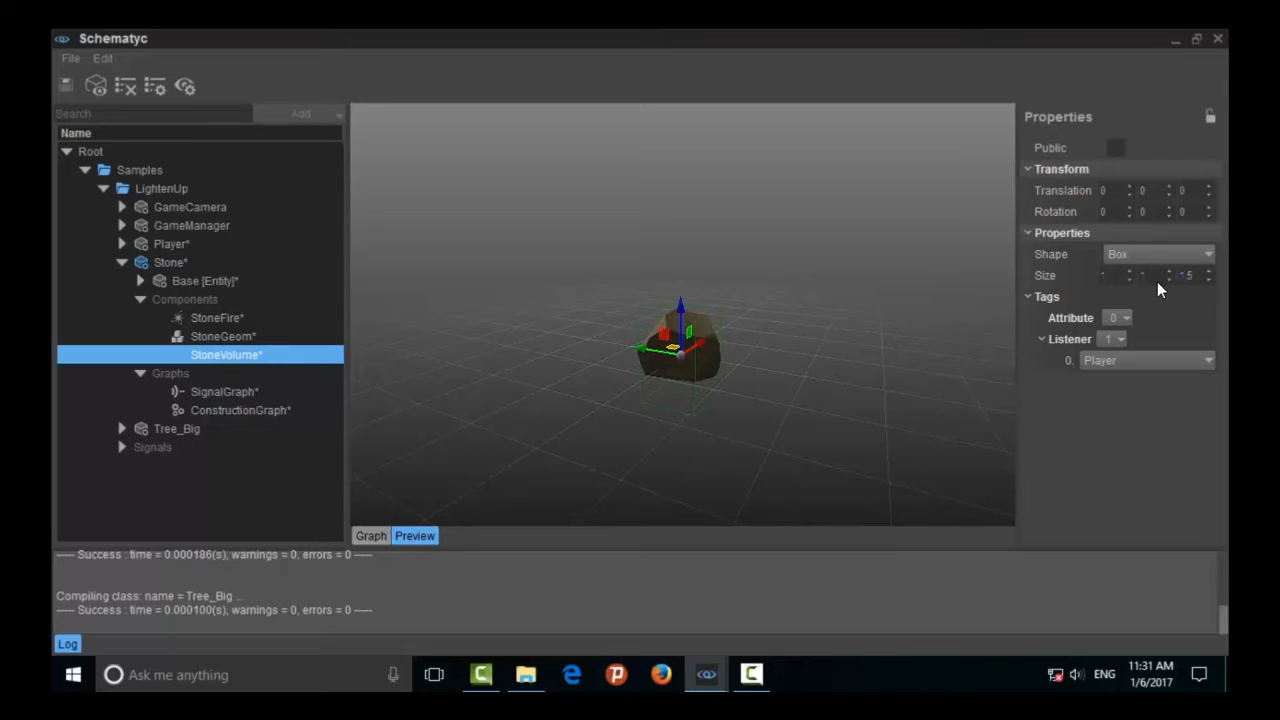 Schematyc
File Edit
Search Add
Name
Root
Samples
LightenUp
GameCamera
GameManager
Player*
Stone*
Base [Entity]*
Components
StoneFire*
StoneGeom*
StoneVolume*
Graphs
SignalGraph*
ConstructionGraph*
Tree_Big
Signals
Graph Preview
Properties
Public
Transform
Translation 0 0 0
Rotation 0 0 0
Properties
Shape Box
Size
Tags
Attribute 0
Listener 1
0. Player
---- Success : time = 0.000186(s), warnings = 0, errors = 0 ----
Compiling class: name = Tree_Big ...
---- Success : time = 0.000100(s), warnings = 0, errors = 0 ----
Log
Ask me anything
ENG
11:31 AM
1/6/2017